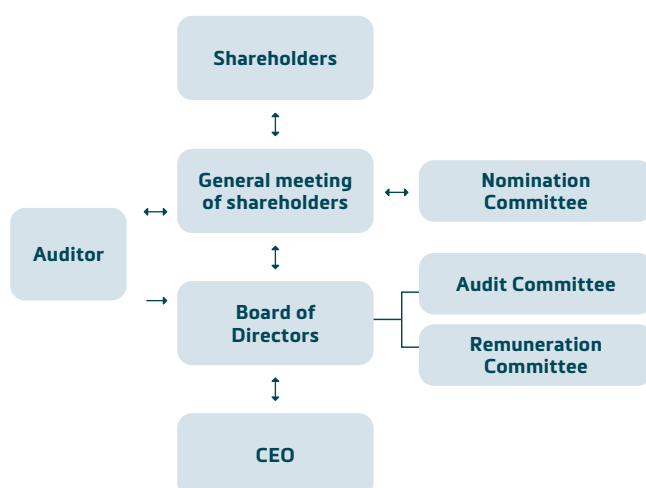 Shareholders
General meeting
of shareholders
Nomination
Committee
Auditor
Board of
Directors
Audit Committee
Remuneration
Committee
CEO